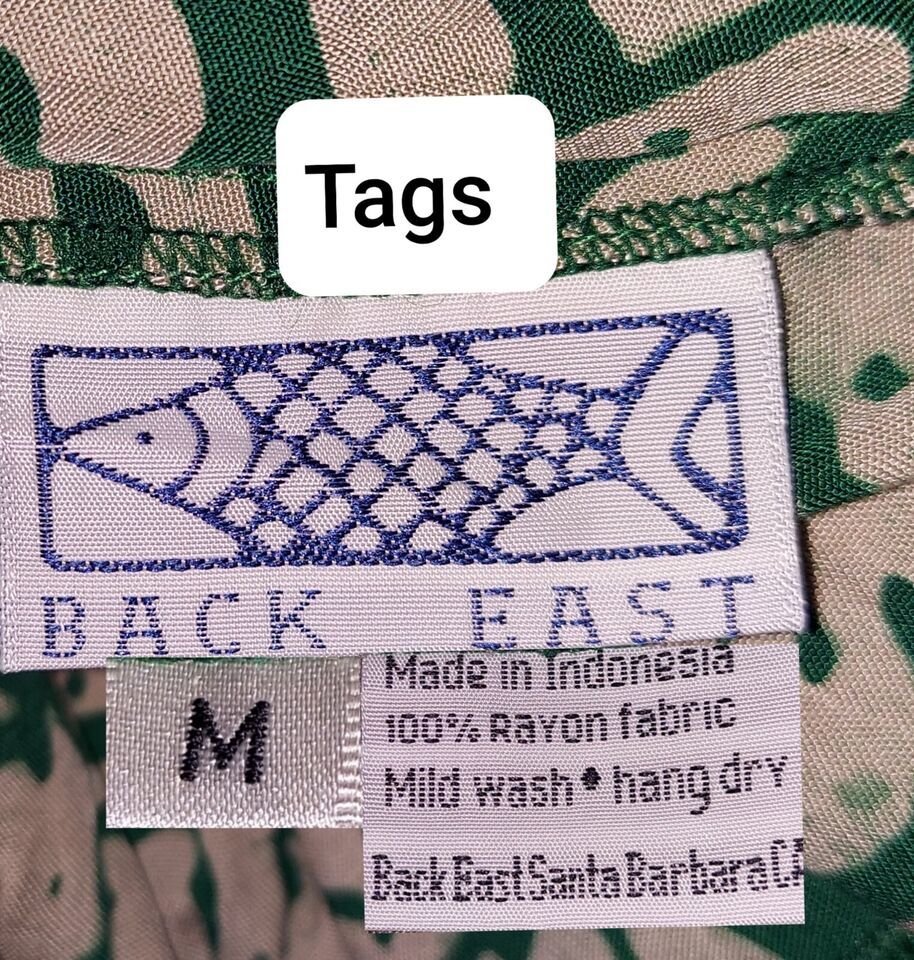 Tags
BACK EAST
M
Made in Indonesia
100% Rayon fabric
Mild wash • hang dry
Back East Santa Barbara CA